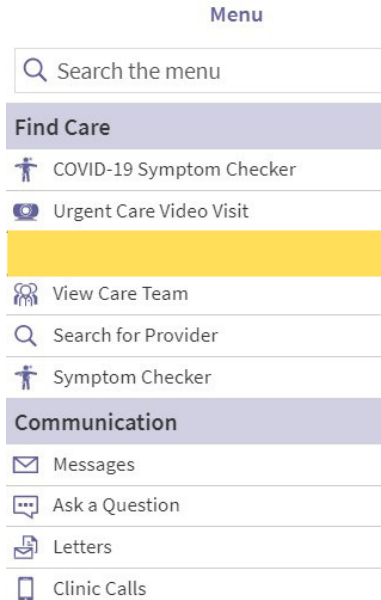 Menu
Search the menu
Find Care
COVID-19 Symptom Checker
Urgent Care Video Visit
View Care Team
Search for Provider
Symptom Checker
Communication
Messages
Ask a Question
Letters
Clinic Calls